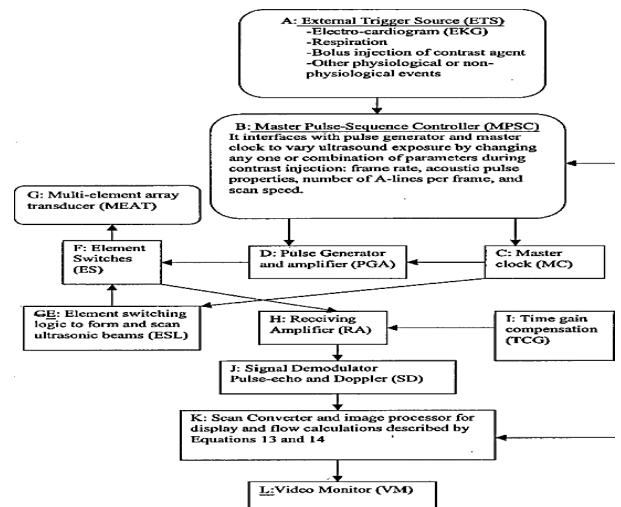 A: External Trigger Source (ETS)
-Electro-cardiogram (EKG)
-Respiration
-Bolus injection of contrast agent
-Other physiological or non-
physiological events
B: Master Pulse-Sequence Controller (MPSC)
It interfaces with pulse generator and master
clock to vary ultrasound exposure by changing
any one or combination of parameters during
contrast injection: frame rate, acoustic pulse
properties, number of A-lines per frame, and
scan speed.
G: Multi-element array
transducer (MEAT)
F: Element
Switches
(ES)
D: Pulse Generator
and amplifier (PGA)
C: Master
clock (MC)
GE: Element switching
logic to form and scan
ultrasonic beams (ESL)
H: Receiving
Amplifier (RA)
I: Time gain
compensation
(TCG)
J: Signal Demodulator
Pulse-echo and Doppler (SD)
K: Scan Converter and image processor for
display and flow calculations described by
Equations 13 and 14
L:Video Monitor (VM)